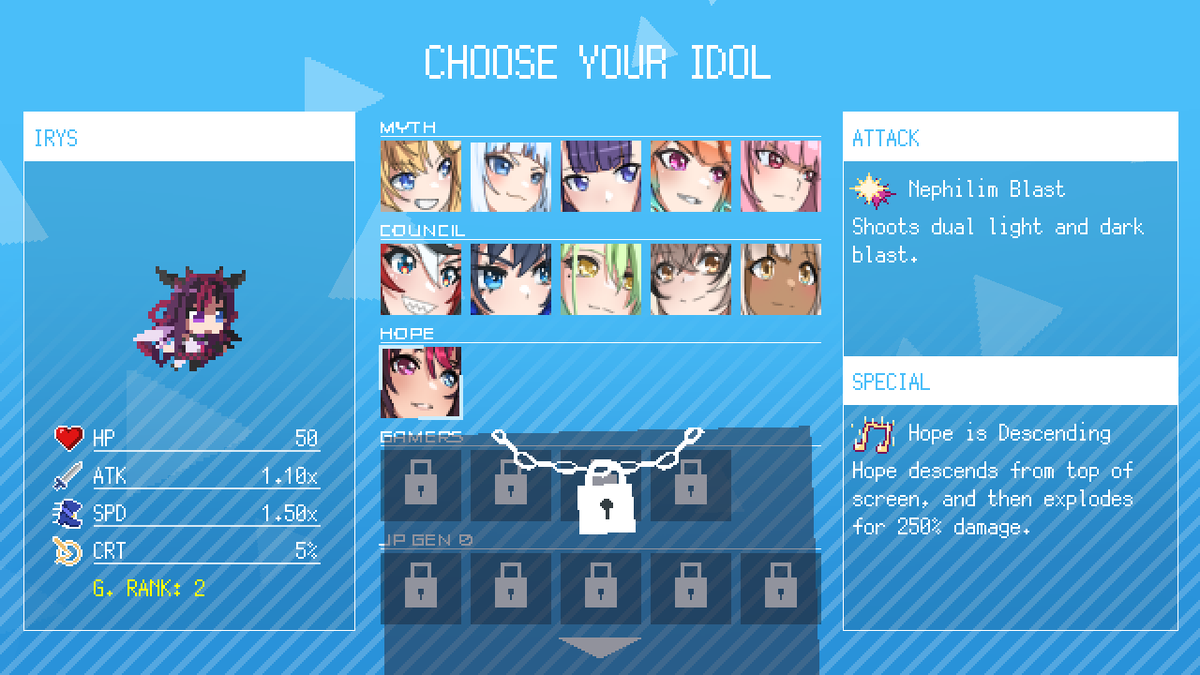 CHOOSE YOUR IDOL
IRYS
HP 50
ATK 1.10x
SPD 1.50x
CRT 5%
G. RANK: 2
MYTH
COUNCIL
HOPE
GAMERS
JP GEN 0
ATTACK
Nephilim Blast
Shoots dual light and dark
blast.
SPECIAL
Hope is Descending
Hope descends from top of
screen, and then explodes
for 250% damage.